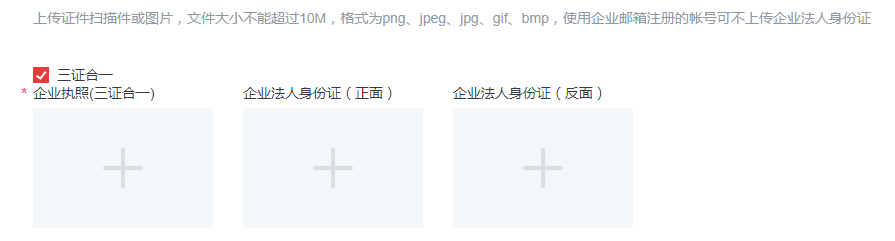 上传证件扫描件或图片，文件大小不能超过10M，格式为png、jpeg、jpg、gif、bmp，使用企业邮箱注册的帐号可不上传企业法人身份证
三证合一
* 企业执照(三证合一) 企业法人身份证（正面） 企业法人身份证（反面）